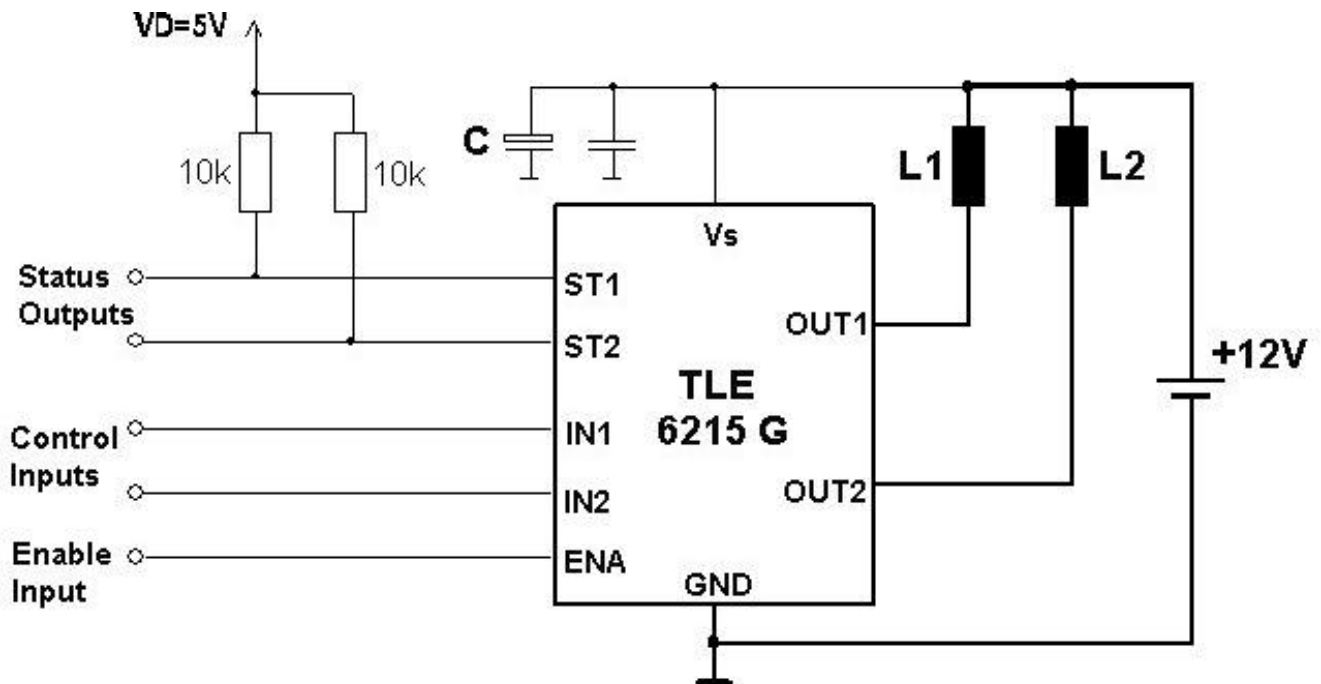 VD=5V
10k
10k
C
L1
L2
Vs
Status
Outputs
ST1
ST2
OUT1
+12V
TLE
6215 G
Control
Inputs
IN1
IN2
OUT2
Enable
Input
ENA
GND